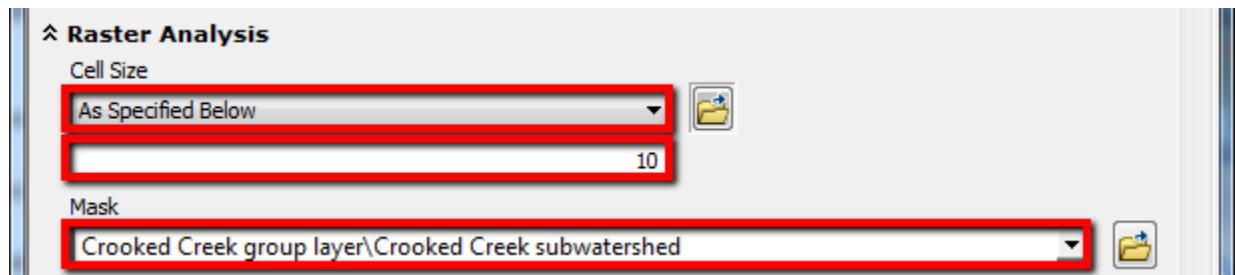 Raster Analysis
Cell Size
As Specified Below
10
Mask
Crooked Creek group layer\Crooked Creek subwatershed